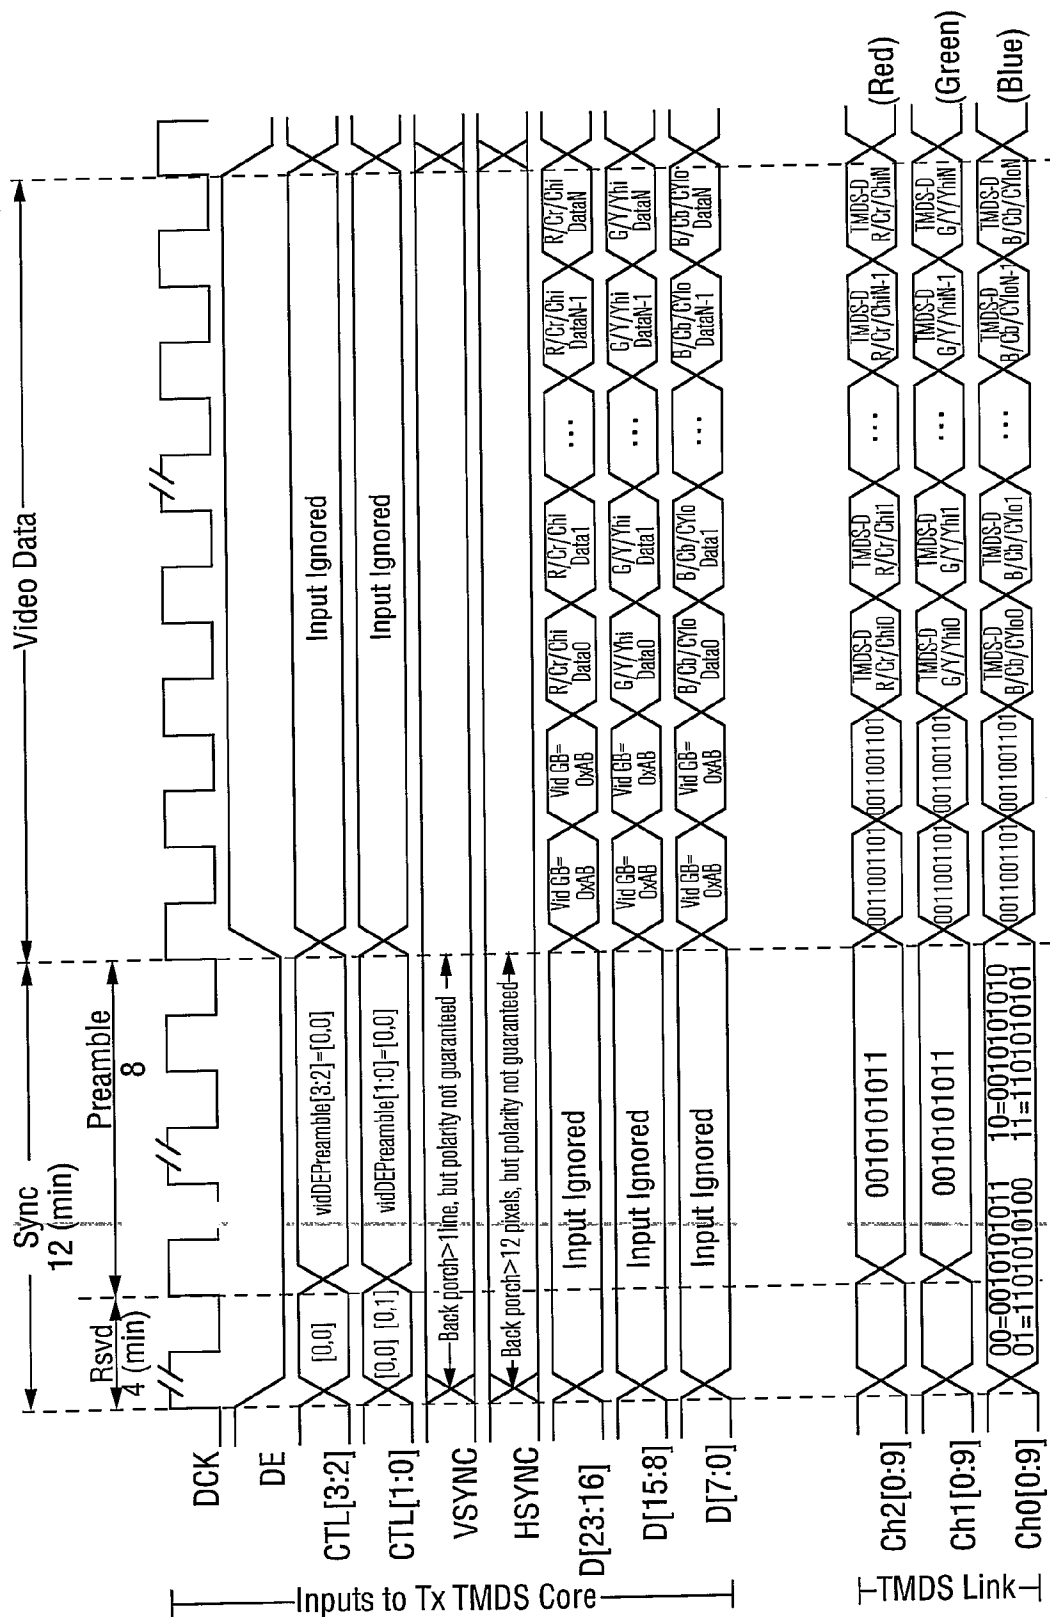 Sync
12 (min)
Video Data
Rsvd
4 (min)
Preamble
8
DCK
DE
CTL[3:2]
[0,0]
vidDEPreamble[3:2]=[0,0]
Input Ignored
CTL[1:0]
[0,0] [0,1]
vidDEPreamble[1:0]=[0,0]
Input Ignored
VSYNC
Back porch>1line, but polarity not guaranteed
HSYNC
Back porch>12 pixels, but polarity not guaranteed
D[23:16]
Input Ignored
Vid GB=
0xAB
Vid GB=
0xAB
R/Cr/Chi
Data0
R/Cr/Chi
Data1
...
R/Cr/Chi
DataN-1
R/Cr/Chi
DataN
D[15:8]
Input Ignored
Vid GB=
0xAB
Vid GB=
0xAB
G/Y/Yhi
Data0
G/Y/Yhi
Data1
...
G/Y/Yhi
DataN-1
G/Y/Yhi
DataN
D[7:0]
Input Ignored
Vid GB=
0xAB
Vid GB=
0xAB
B/Cb/CYlo
Data0
B/Cb/CYlo
Data1
...
B/Cb/CYlo
DataN-1
B/Cb/CYlo
DataN
Inputs to Tx TMDS Core
Ch2[0:9]
0010101011
0011001101
0011001101
TMDS-D
R/Cr/Chi0
TMDS-D
R/Cr/Chi1
...
TMDS-D
R/Cr/ChiN-1
TMDS-D
R/Cr/ChiN
(Red)
Ch1[0:9]
0010101011
0011001101
0011001101
TMDS-D
G/Y/Yhi0
TMDS-D
G/Y/Yhi1
...
TMDS-D
G/Y/YhiN-1
TMDS-D
G/Y/YhiN
(Green)
Ch0[0:9]
00=0010101011 10=0010101010
01=1101010100 11=1101010101
0011001101
0011001101
TMDS-D
B/Cb/CYlo0
TMDS-D
B/Cb/CYlo1
...
TMDS-D
B/Cb/CYloN-1
TMDS-D
B/Cb/CYloN
(Blue)
TMDS Link